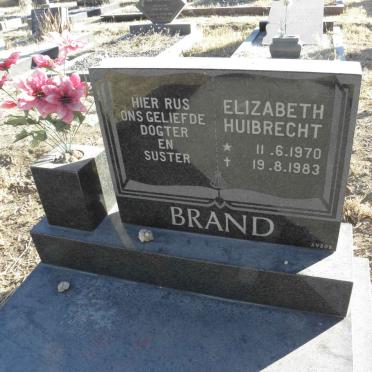 HIER RUS
ONS GELIEFDE
DOGTER
EN
SUSTER
ELIZABETH
HUIBRECHT
* 11.6.1970
† 19.8.1983
BRAND